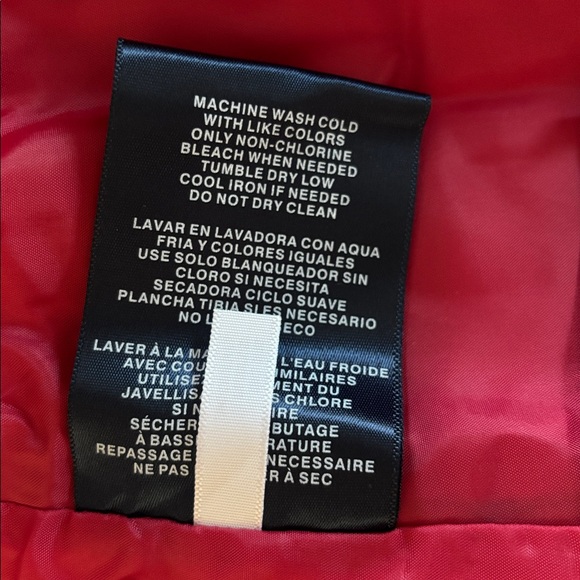 MACHINE WASH COLD
WITH LIKE COLORS
ONLY NON-CHLORINE
BLEACH WHEN NEEDED
TUMBLE DRY LOW
COOL IRON IF NEEDED
DO NOT DRY CLEAN
LAVAR EN LAVADORA CON AQUA
FRIA Y COLORES IGUALES
USE SOLO BLANQUEADOR SIN
CLORO SI NECESITA
SECADORA CICLO SUAVE
PLANCHA TIBIA SI ES NECESARIO
NO
LAVER À LA L'EAU FROIDE
AVEC
DU
CHLORE
SI
À
REPASSAGE NÉCESSAIRE
NE PAS À SEC